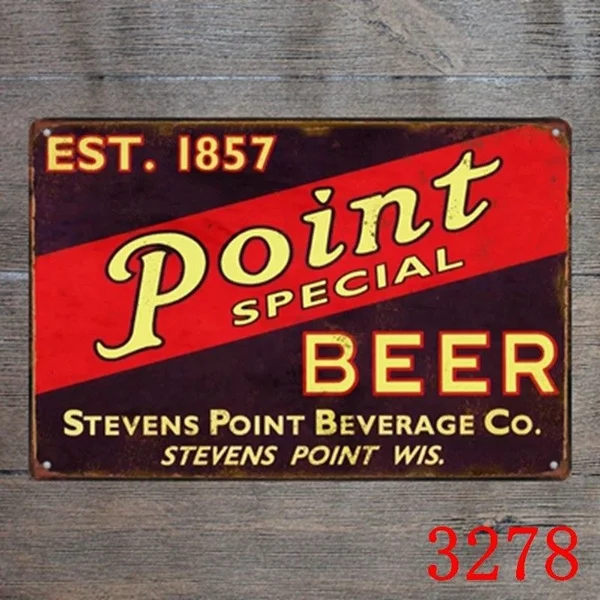 EST. 1857
Point
SPECIAL
BEER
STEVENS POINT BEVERAGE CO.
STEVENS POINT WIS.
3278